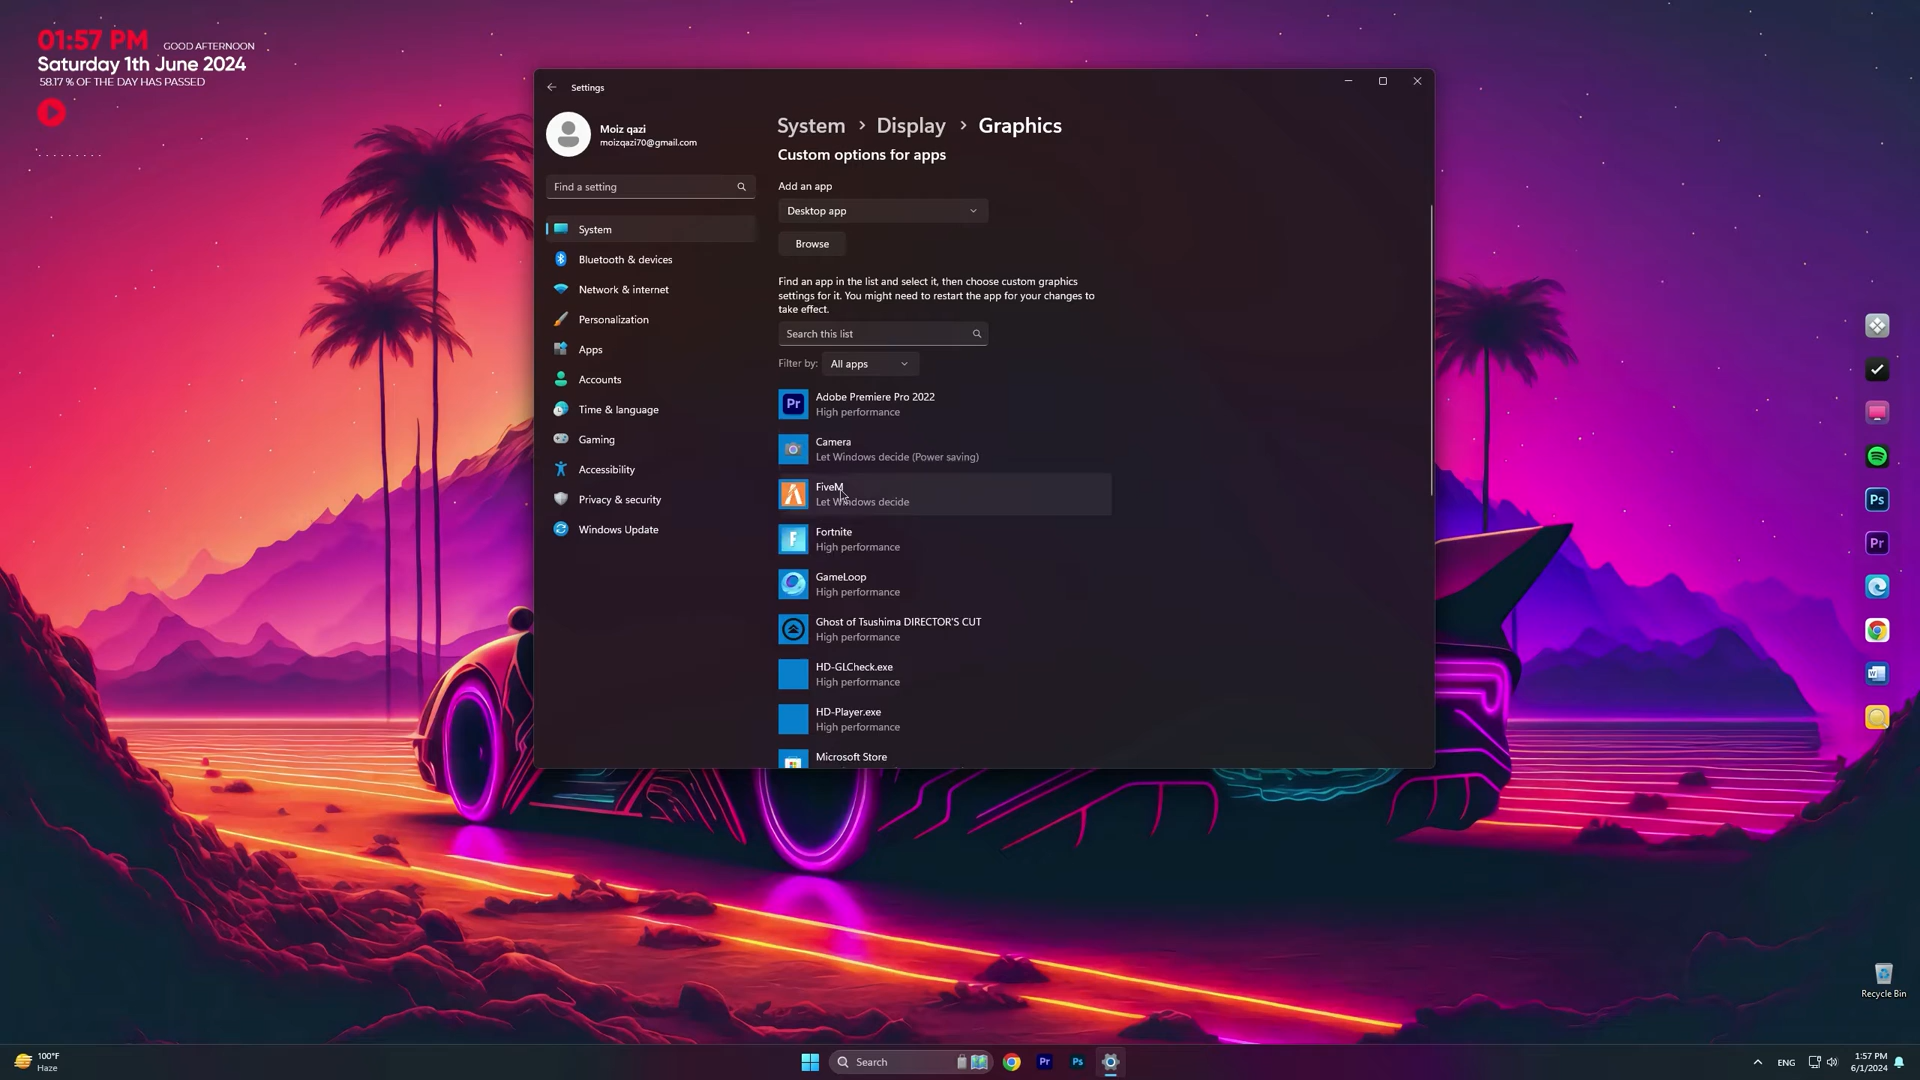 01:57 PM GOOD AFTERNOON
Saturday 1th June 2024
58.17 % OF THE DAY HAS PASSED
Settings
Moiz qazi
moizqazi70@gmail.com
Find a setting
System
Bluetooth & devices
Network & internet
Personalization
Apps
Accounts
Time & language
Gaming
Accessibility
Privacy & security
Windows Update
System > Display > Graphics
Custom options for apps
Add an app
Desktop app
Browse
Find an app in the list and select it, then choose custom graphics
settings for it. You might need to restart the app for your changes to
take effect.
Search this list
Filter by: All apps
Pr
Adobe Premiere Pro 2022
High performance
Camera
Let Windows decide (Power saving)
FiveM
Let Windows decide
F
Fortnite
High performance
GameLoop
High performance
Ghost of Tsushima DIRECTOR'S CUT
High performance
HD-GLCheck.exe
High performance
HD-Player.exe
High performance
Microsoft Store
Ps
Pr
W
Recycle Bin
100°F
Haze
Search
Pr
Ps
ENG
1:57 PM
6/1/2024